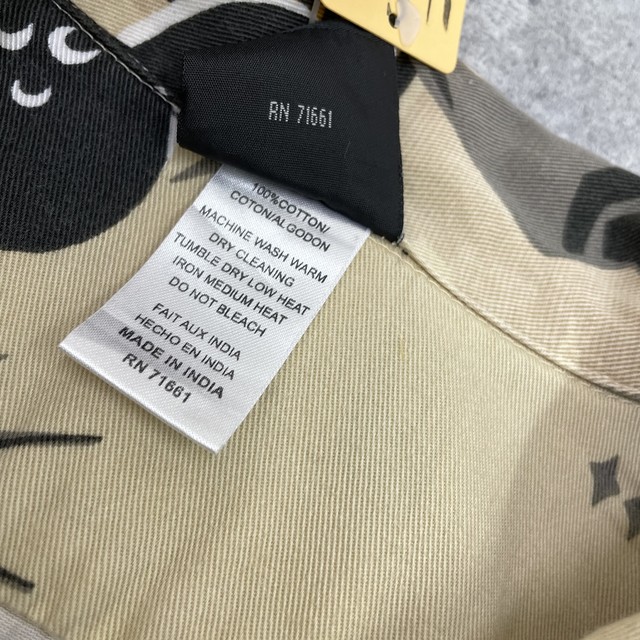 RN 71661
100%COTTON/
COTON/ALGODON
MACHINE WASH WARM
DRY CLEANING
TUMBLE DRY LOW HEAT
IRON MEDIUM HEAT
DO NOT BLEACH
FAIT AUX INDIA
HECHO EN INDIA
MADE IN INDIA
RN 71661